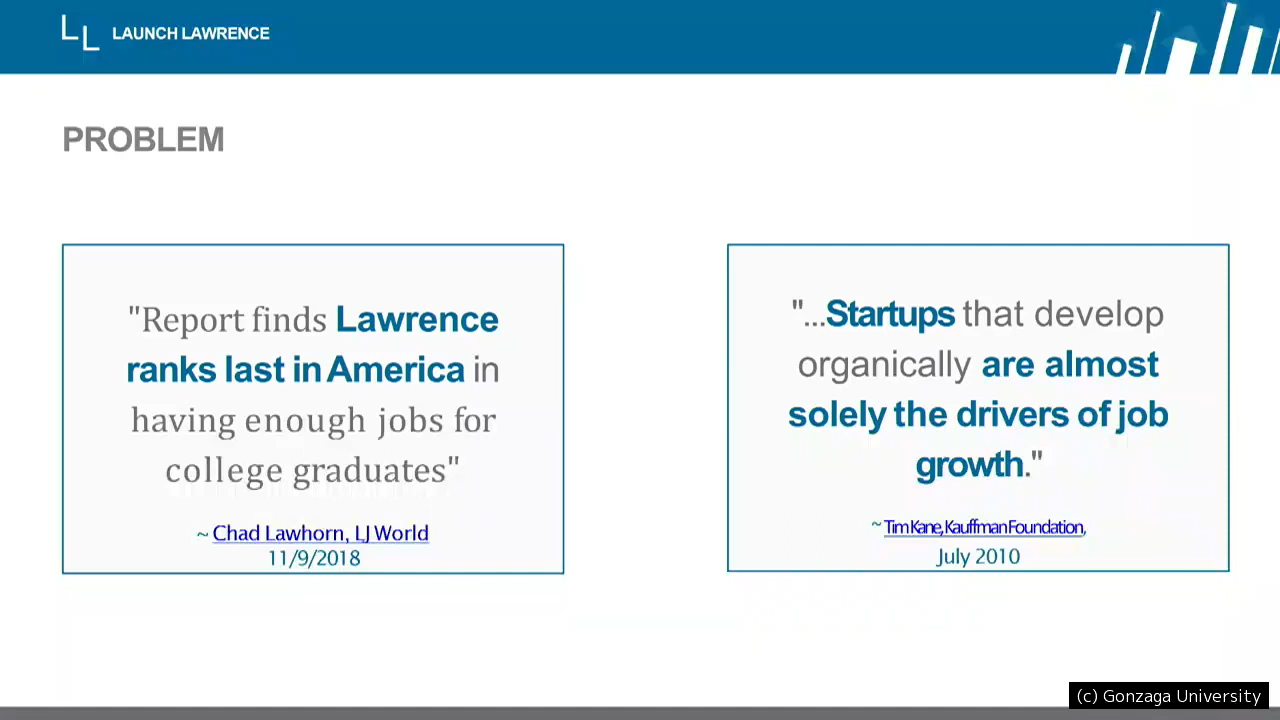 LL LAUNCH LAWRENCE
PROBLEM
"Report finds Lawrence
ranks last in America in
having enough jobs for
college graduates"
~ Chad Lawhorn, LJ World
11/9/2018
"...Startups that develop
organically are almost
solely the drivers of job
growth."
~ Tim Kane, Kauffman Foundation,
July 2010
(c) Gonzaga University